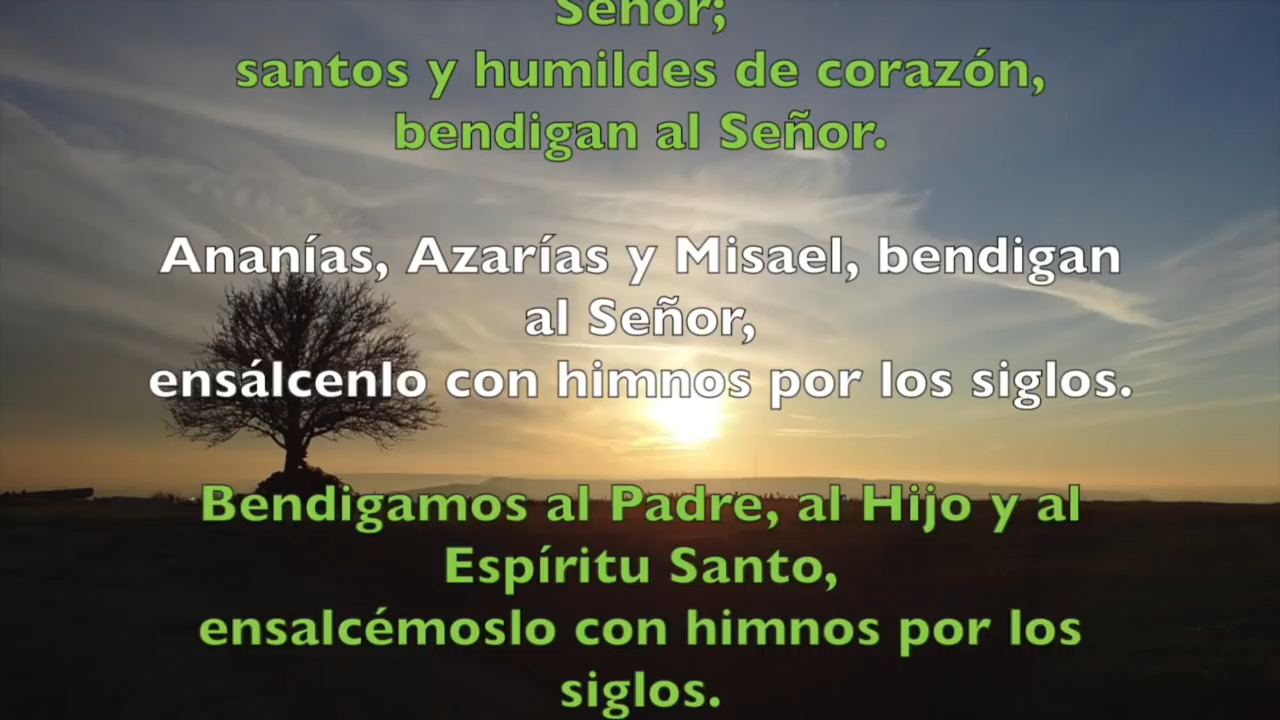 Señor;
santos y humildes de corazón,
bendigan al Señor.
Ananías, Azarías y Misael, bendigan
al Señor,
ensálcenlo con himnos por los siglos.
Bendigamos al Padre, al Hijo y al
Espíritu Santo,
ensalcémoslo con himnos por los
siglos.